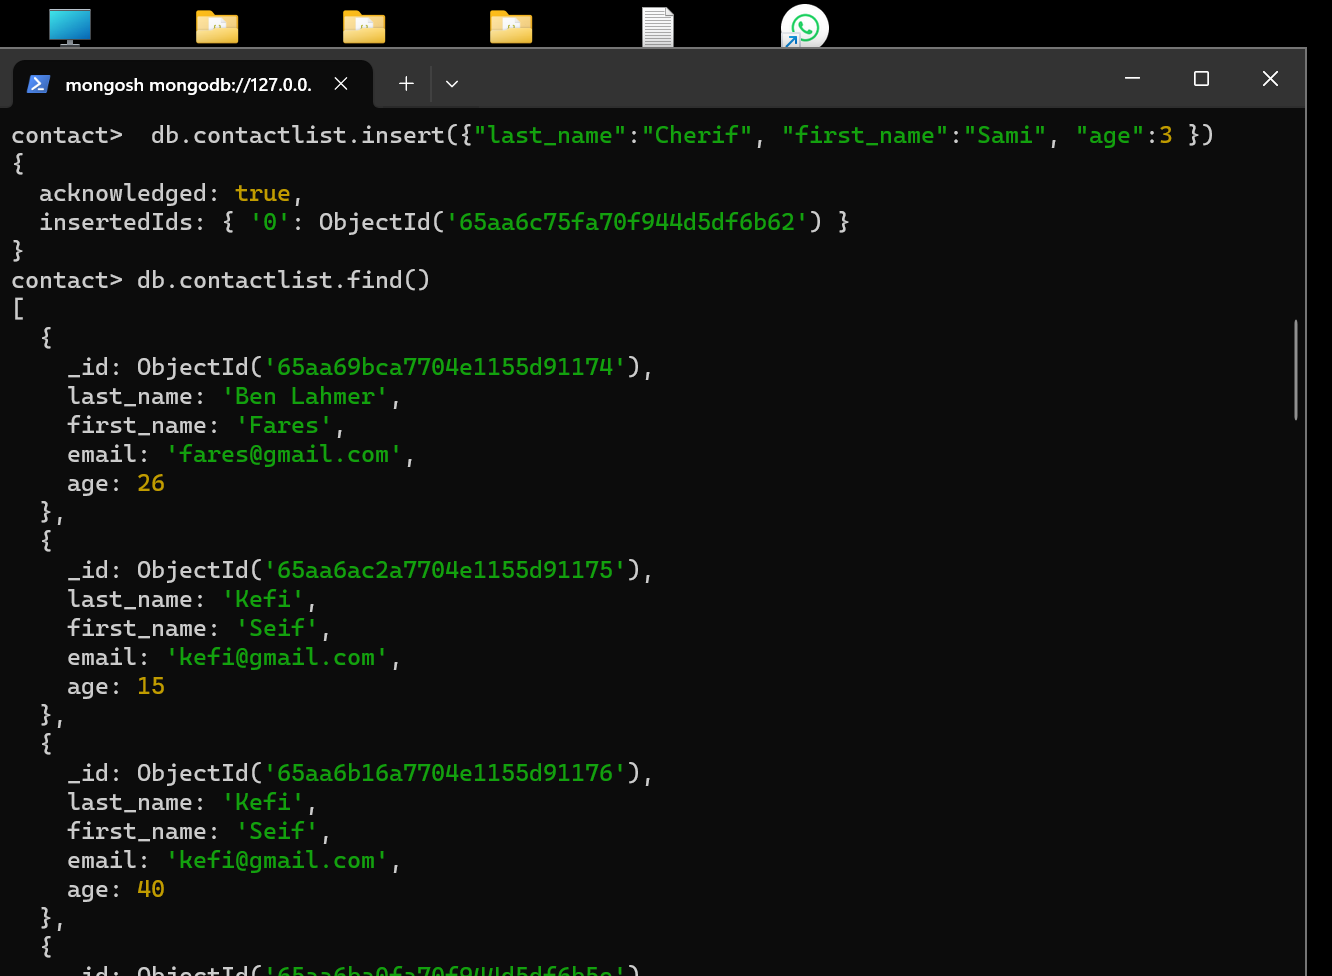 mongosh mongodb://127.0.0.
contact>  db.contactlist.insert({"last_name":"Cherif", "first_name":"Sami", "age":3 })
{
  acknowledged: true,
  insertedIds: { '0': ObjectId('65aa6c75fa70f944d5df6b62') }
}
contact> db.contactlist.find()
[
  {
    _id: ObjectId('65aa69bca7704e1155d91174'),
    last_name: 'Ben Lahmer',
    first_name: 'Fares',
    email: 'fares@gmail.com',
    age: 26
  },
  {
    _id: ObjectId('65aa6ac2a7704e1155d91175'),
    last_name: 'Kefi',
    first_name: 'Seif',
    email: 'kefi@gmail.com',
    age: 15
  },
  {
    _id: ObjectId('65aa6b16a7704e1155d91176'),
    last_name: 'Kefi',
    first_name: 'Seif',
    email: 'kefi@gmail.com',
    age: 40
  },
  {
    _id: ObjectId('65aa6ba0fa70f944d5df6b5e')